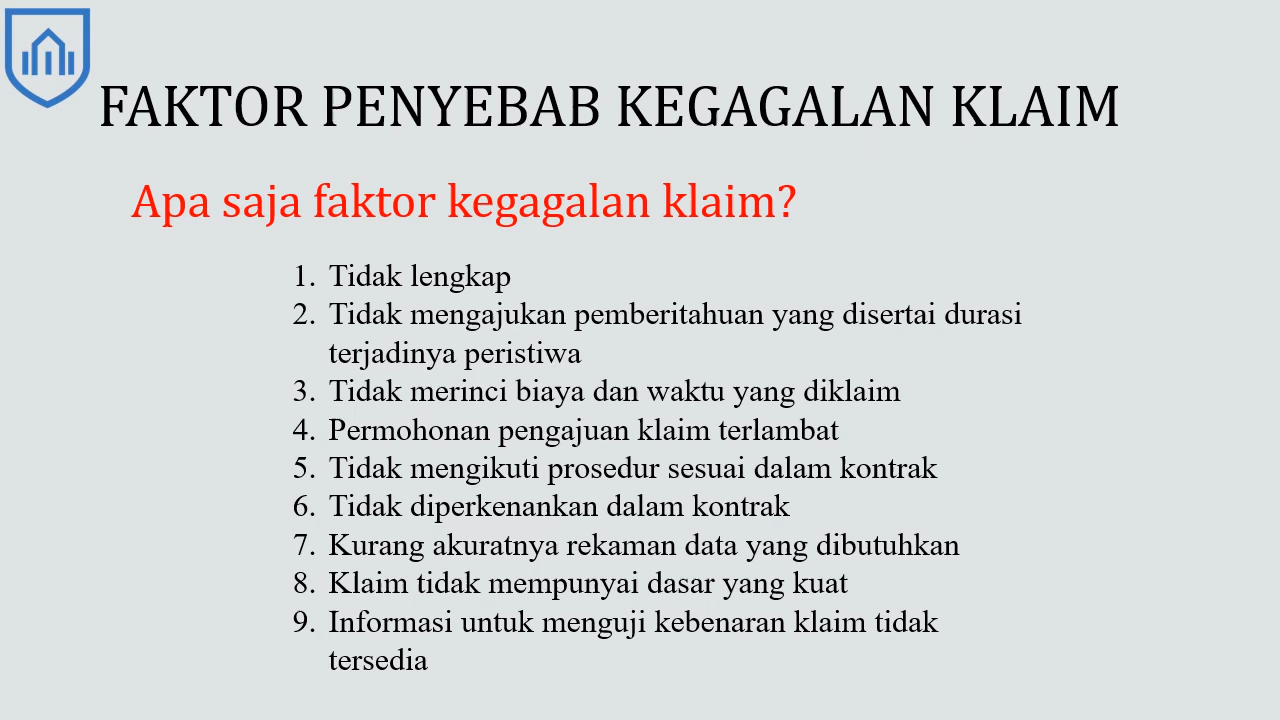 FAKTOR PENYEBAB KEGAGALAN KLAIM
Apa saja faktor kegagalan klaim?
1. Tidak lengkap
2. Tidak mengajukan pemberitahuan yang disertai durasi
terjadinya peristiwa
3. Tidak merinci biaya dan waktu yang diklaim
4. Permohonan pengajuan klaim terlambat
5. Tidak mengikuti prosedur sesuai dalam kontrak
6. Tidak diperkenankan dalam kontrak
7. Kurang akuratnya rekaman data yang dibutuhkan
8. Klaim tidak mempunyai dasar yang kuat
9. Informasi untuk menguji kebenaran klaim tidak
tersedia